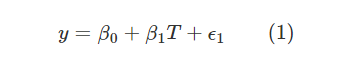 y = β₀ + β₁T + ϵ₁ (1)